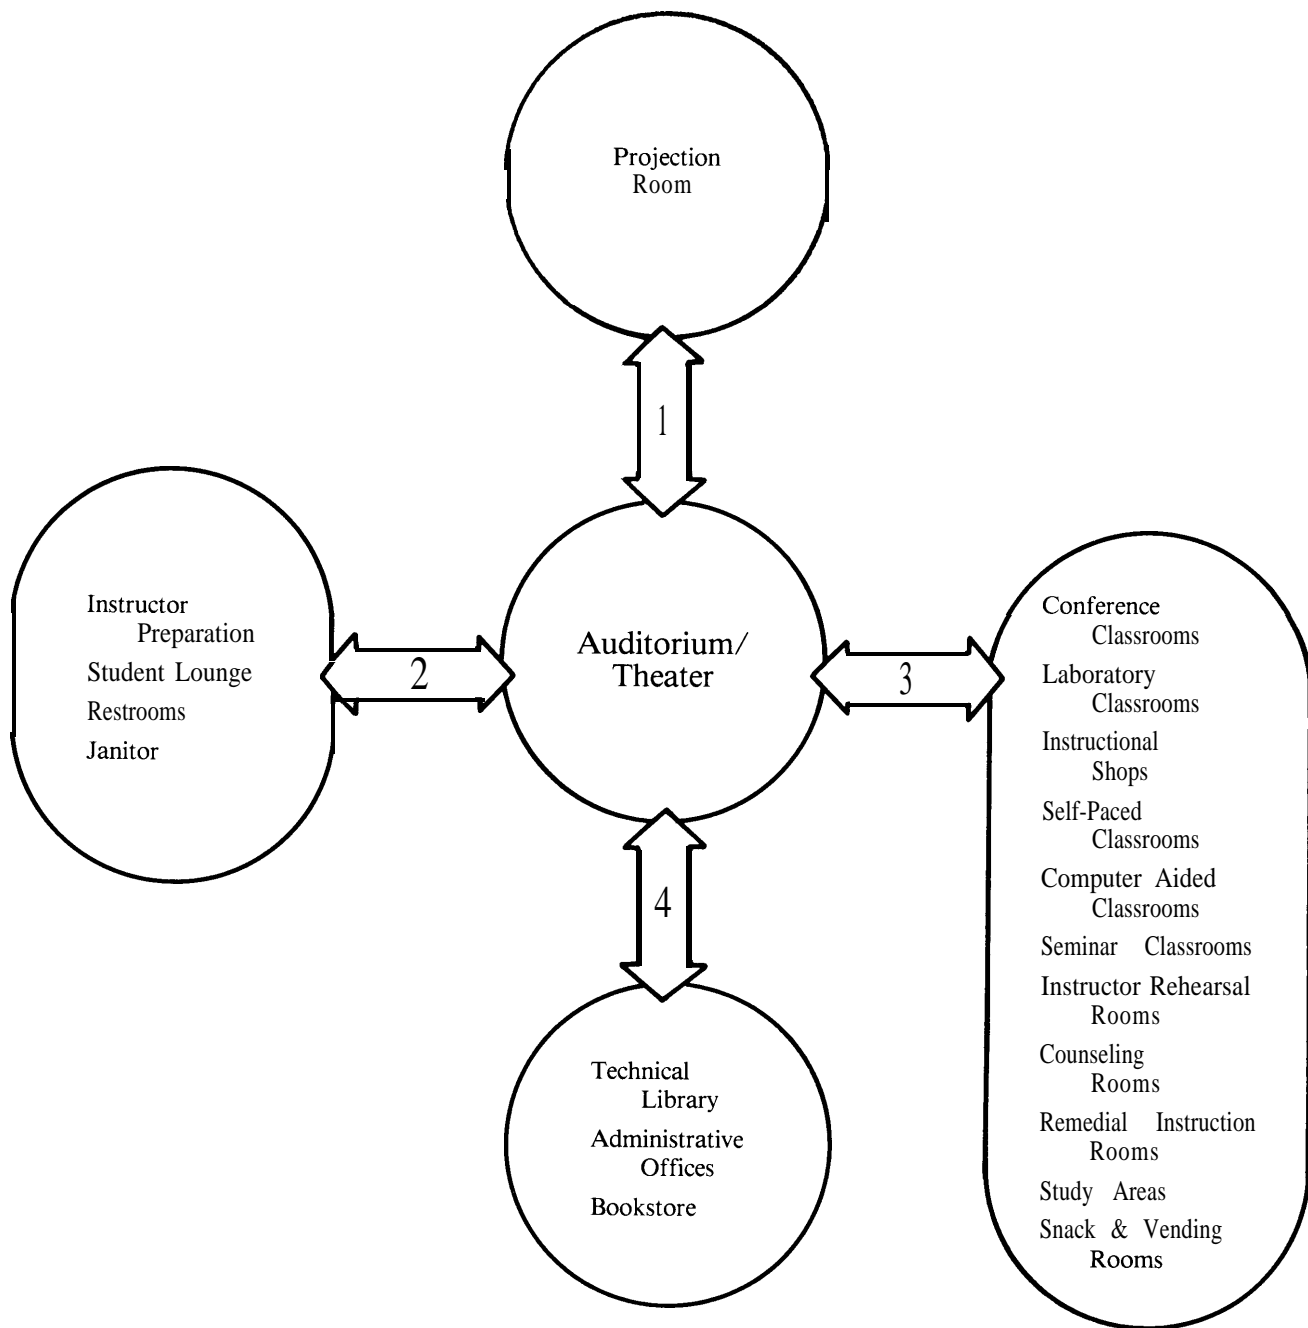 Projection
Room
1
Instructor
Preparation
Student Lounge
Restrooms
Janitor
2
Auditorium/
Theater
3
Conference
Classrooms
Laboratory
Classrooms
Instructional
Shops
Self-Paced
Classrooms
Computer Aided
Classrooms
Seminar Classrooms
Instructor Rehearsal
Rooms
Counseling
Rooms
Remedial Instruction
Rooms
Study Areas
Snack & Vending
Rooms
4
Technical
Library
Administrative
Offices
Bookstore